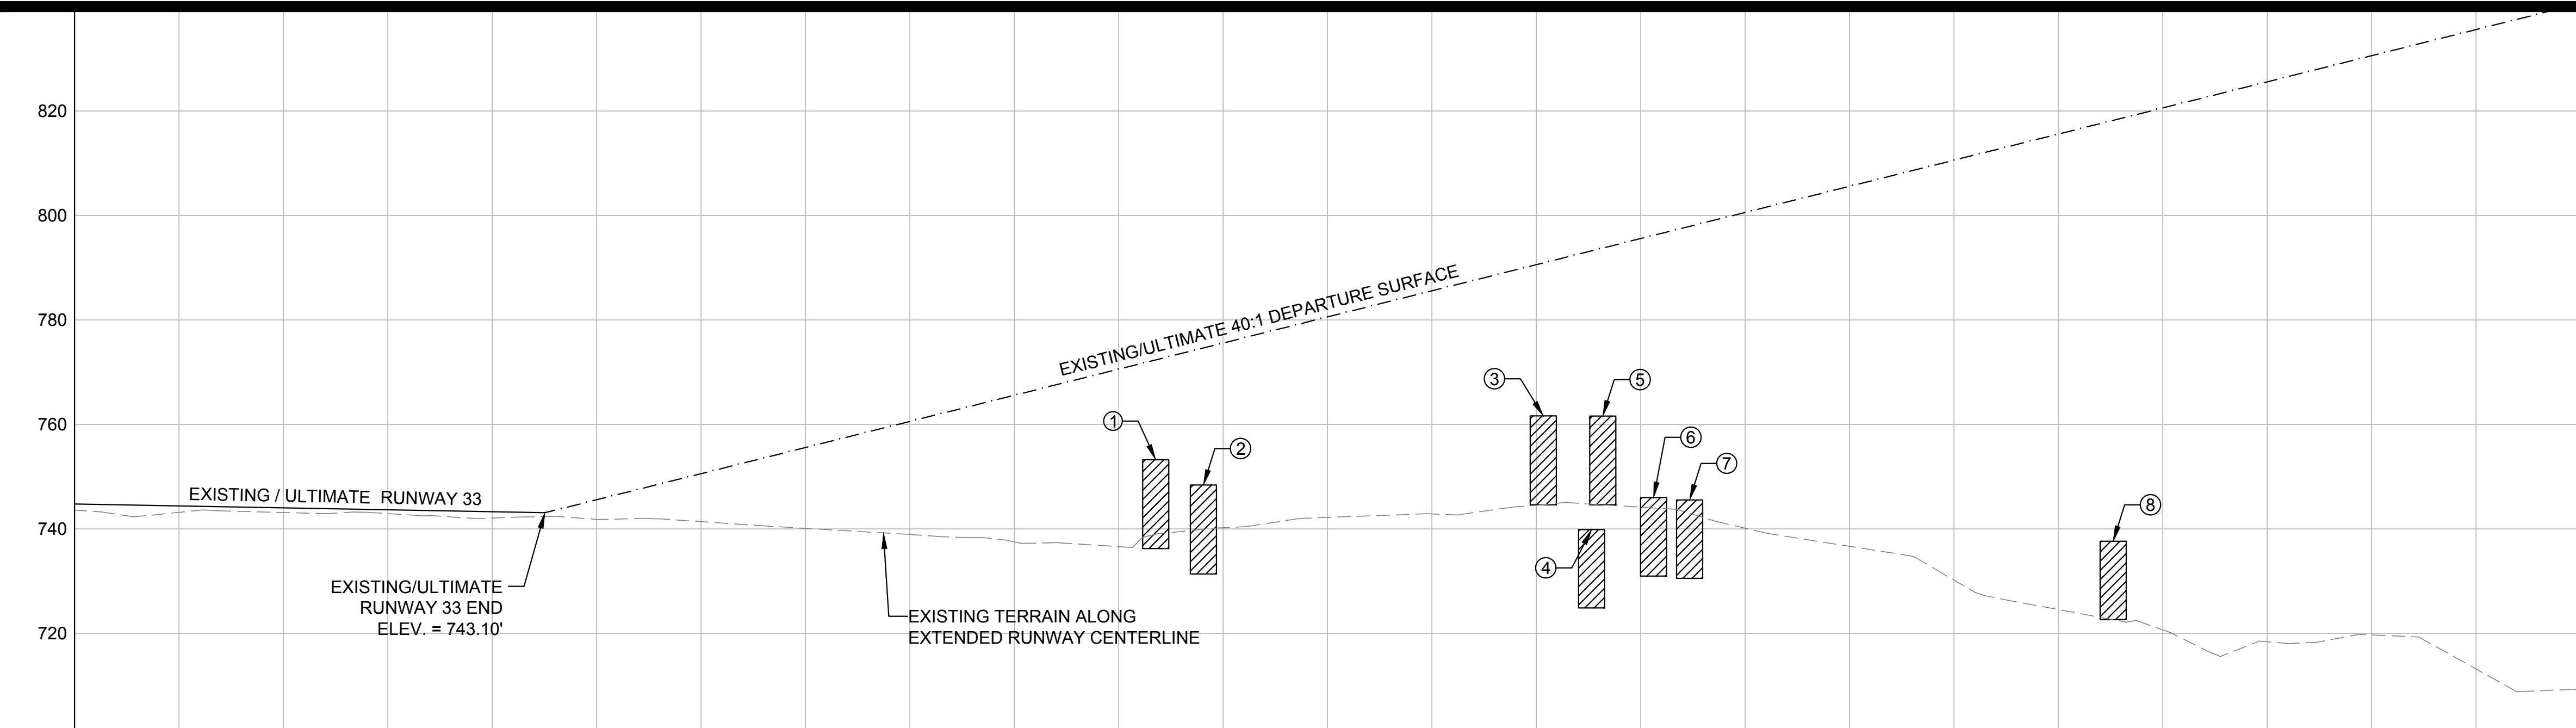 820
800
780
760
740
720
EXISTING/ULTIMATE 40:1 DEPARTURE SURFACE
EXISTING / ULTIMATE RUNWAY 33
EXISTING/ULTIMATE
RUNWAY 33 END
ELEV. = 743.10'
EXISTING TERRAIN ALONG
EXTENDED RUNWAY CENTERLINE
1
2
3
4
5
6
7
8